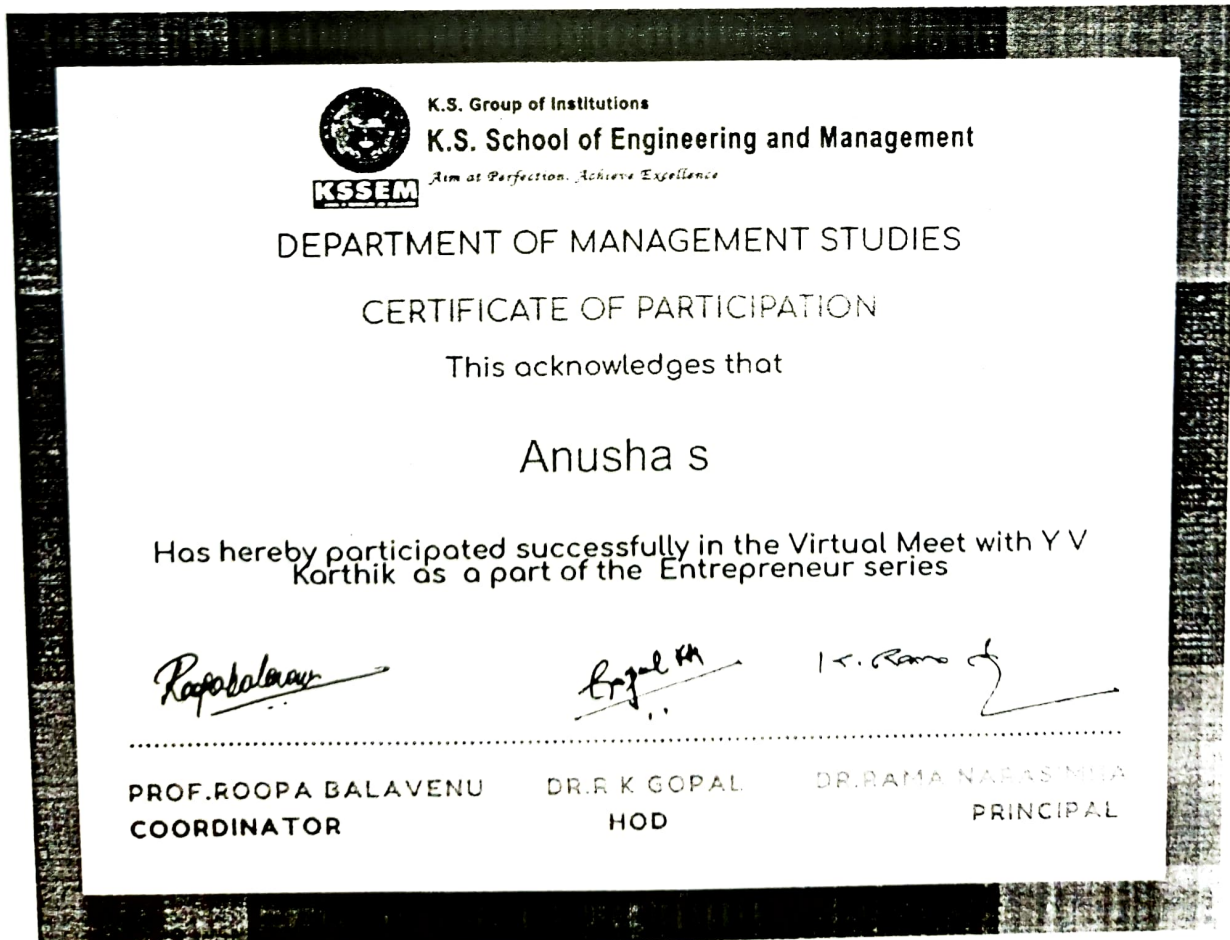 K.S. Group of Institutions
K.S. School of Engineering and Management
Aim at Perfection. Achieve Excellence
KSSEM
DEPARTMENT OF MANAGEMENT STUDIES
CERTIFICATE OF PARTICIPATION
This acknowledges that
Anusha s
Has hereby participated successfully in the Virtual Meet with Y V
Karthik as a part of the Entrepreneur series
PROF.ROOPA BALAVENU DR.R K GOPAL DR.RAMA NARASIMHA
COORDINATOR HOD PRINCIPAL